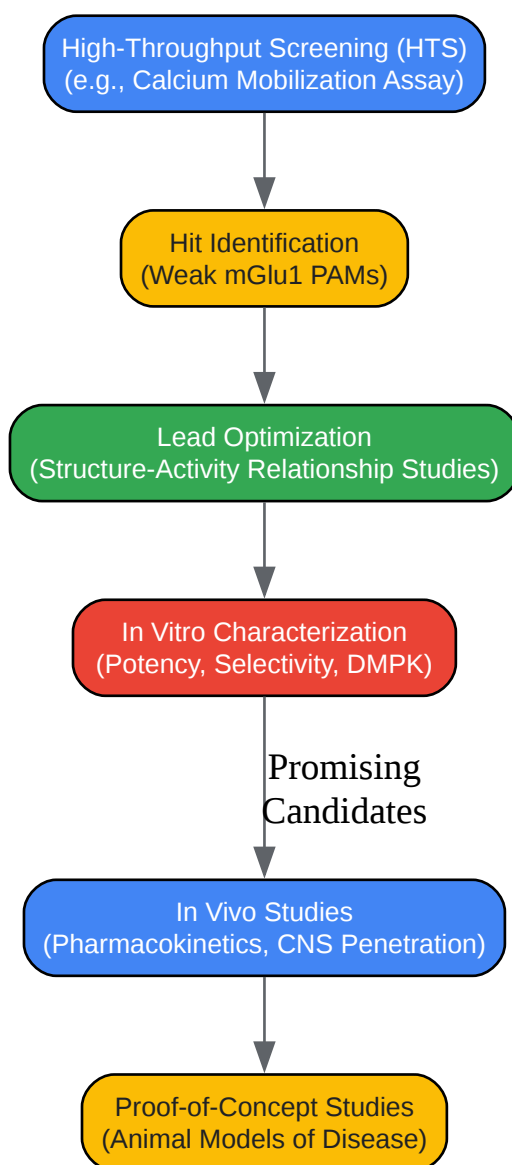 High-Throughput Screening (HTS)
(e.g., Calcium Mobilization Assay)
Hit Identification
(Weak mGlu1 PAMs)
Lead Optimization
(Structure-Activity Relationship Studies)
In Vitro Characterization
(Potency, Selectivity, DMPK)
Promising
Candidates
In Vivo Studies
(Pharmacokinetics, CNS Penetration)
Proof-of-Concept Studies
(Animal Models of Disease)